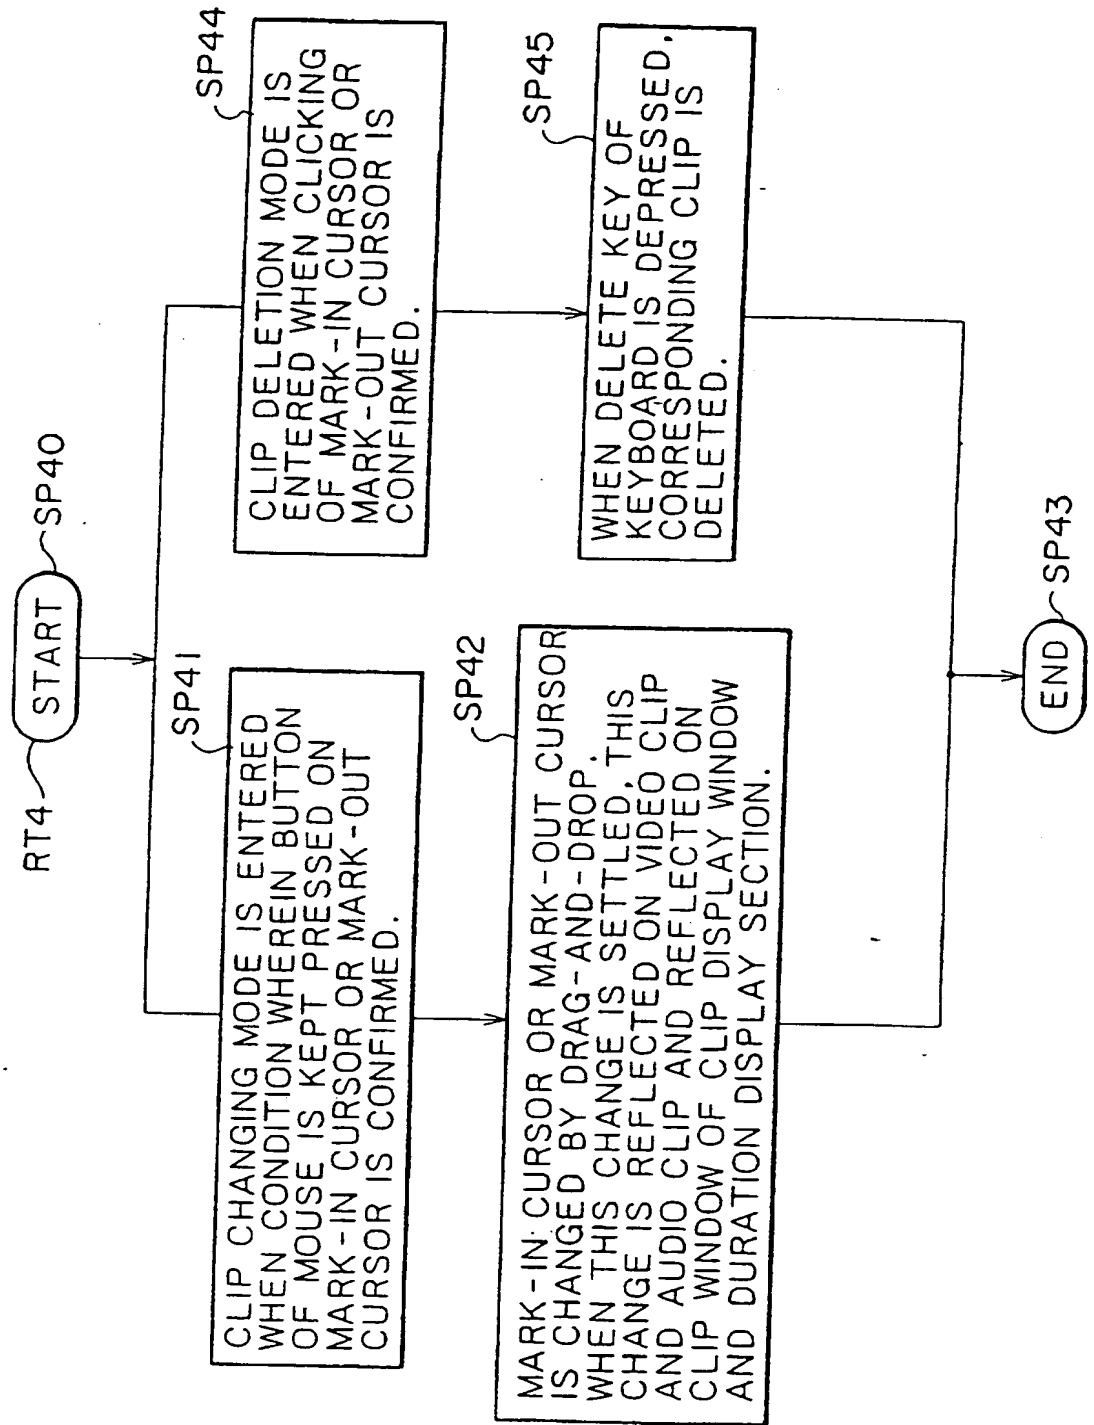 RT4
START
SP40
SP41
CLIP CHANGING MODE IS ENTERED
WHEN CONDITION WHEREIN BUTTON
OF MOUSE IS KEPT PRESSED ON
MARK-IN CURSOR OR MARK-OUT
CURSOR IS CONFIRMED.
SP44
CLIP DELETION MODE IS
ENTERED WHEN CLICKING
OF MARK-IN CURSOR OR
MARK-OUT CURSOR IS
CONFIRMED.
SP42
MARK-IN CURSOR OR MARK-OUT CURSOR
IS CHANGED BY DRAG-AND-DROP.
WHEN THIS CHANGE IS SETTLED, THIS
CHANGE IS REFLECTED ON VIDEO CLIP
AND AUDIO CLIP AND REFLECTED ON
CLIP WINDOW OF CLIP DISPLAY WINDOW
AND DURATION DISPLAY SECTION.
SP45
WHEN DELETE KEY OF
KEYBOARD IS DEPRESSED,
CORRESPONDING CLIP IS
DELETED.
END
SP43